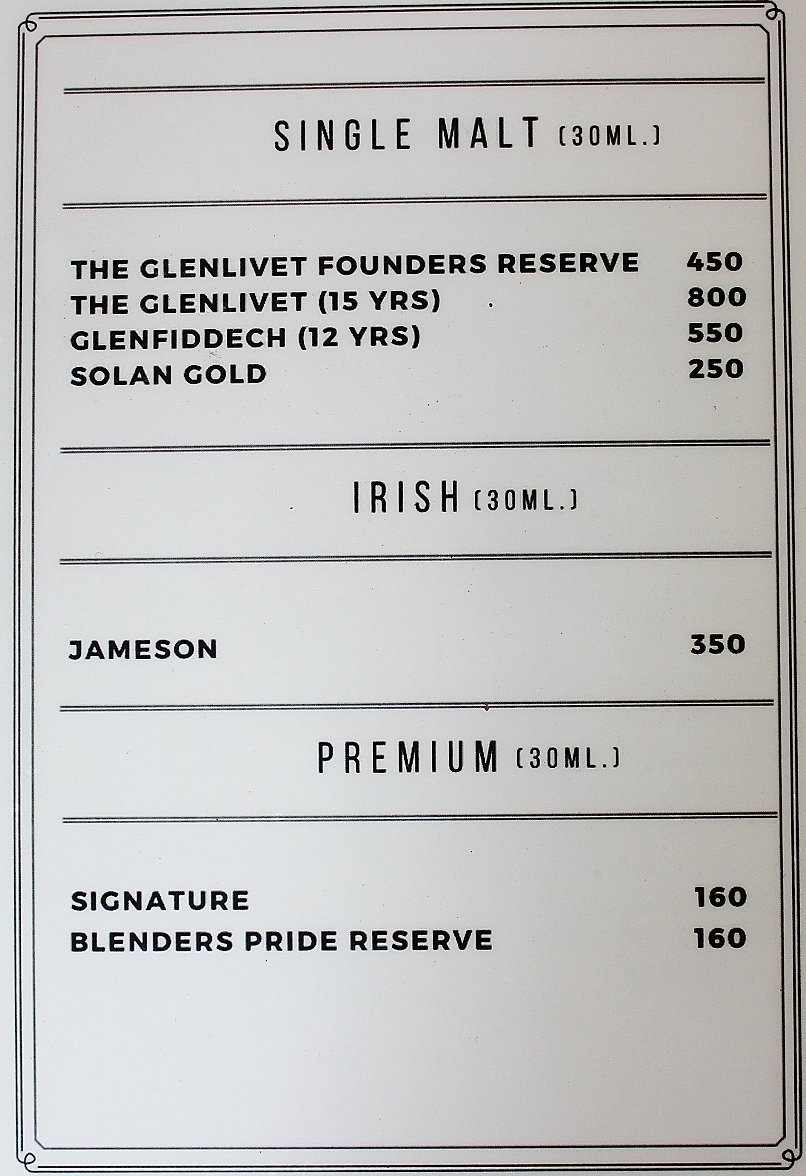 SINGLE MALT (30ML.)
THE GLENLIVET FOUNDERS RESERVE 450
THE GLENLIVET (15 YRS) 800
GLENFIDDECH (12 YRS) 550
SOLAN GOLD 250
IRISH (30ML.)
JAMESON 350
PREMIUM (30ML.)
SIGNATURE 160
BLENDERS PRIDE RESERVE 160